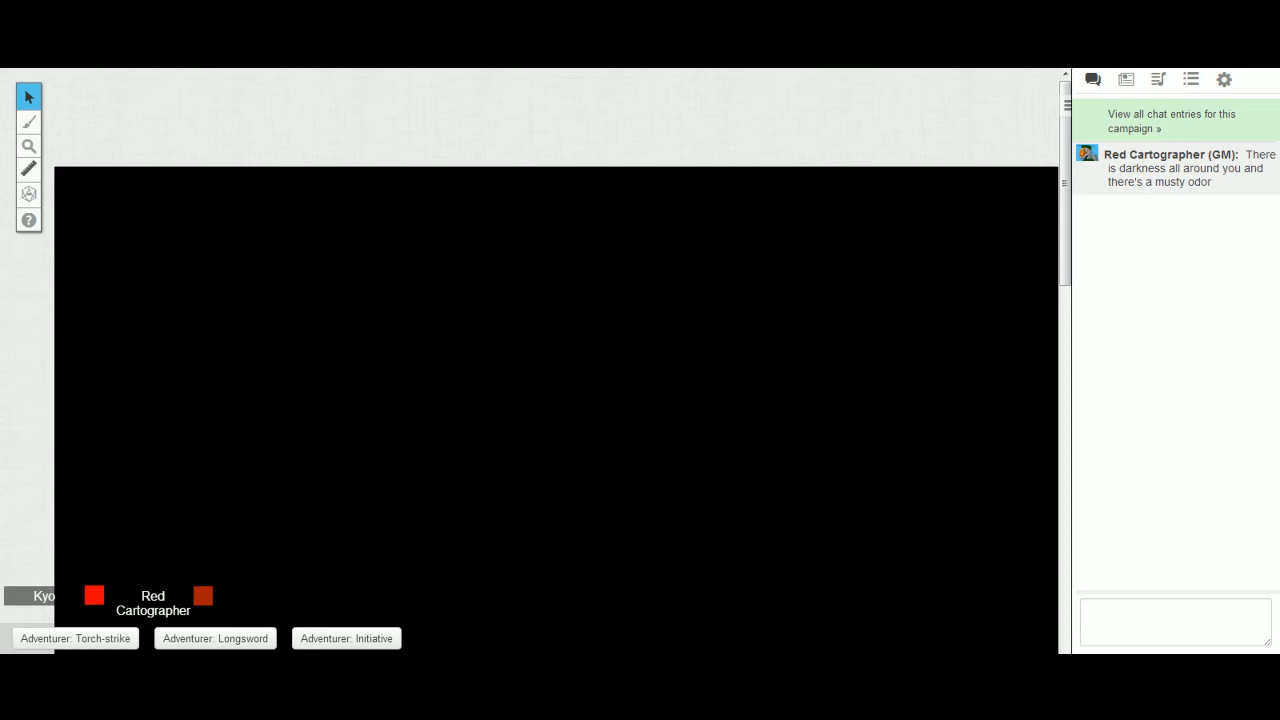 View all chat entries for this
campaign »
Red Cartographer (GM): There
is darkness all around you and
there's a musty odor
Kyo
Red
Cartographer
Adventurer: Torch-strike
Adventurer: Longsword
Adventurer: Initiative